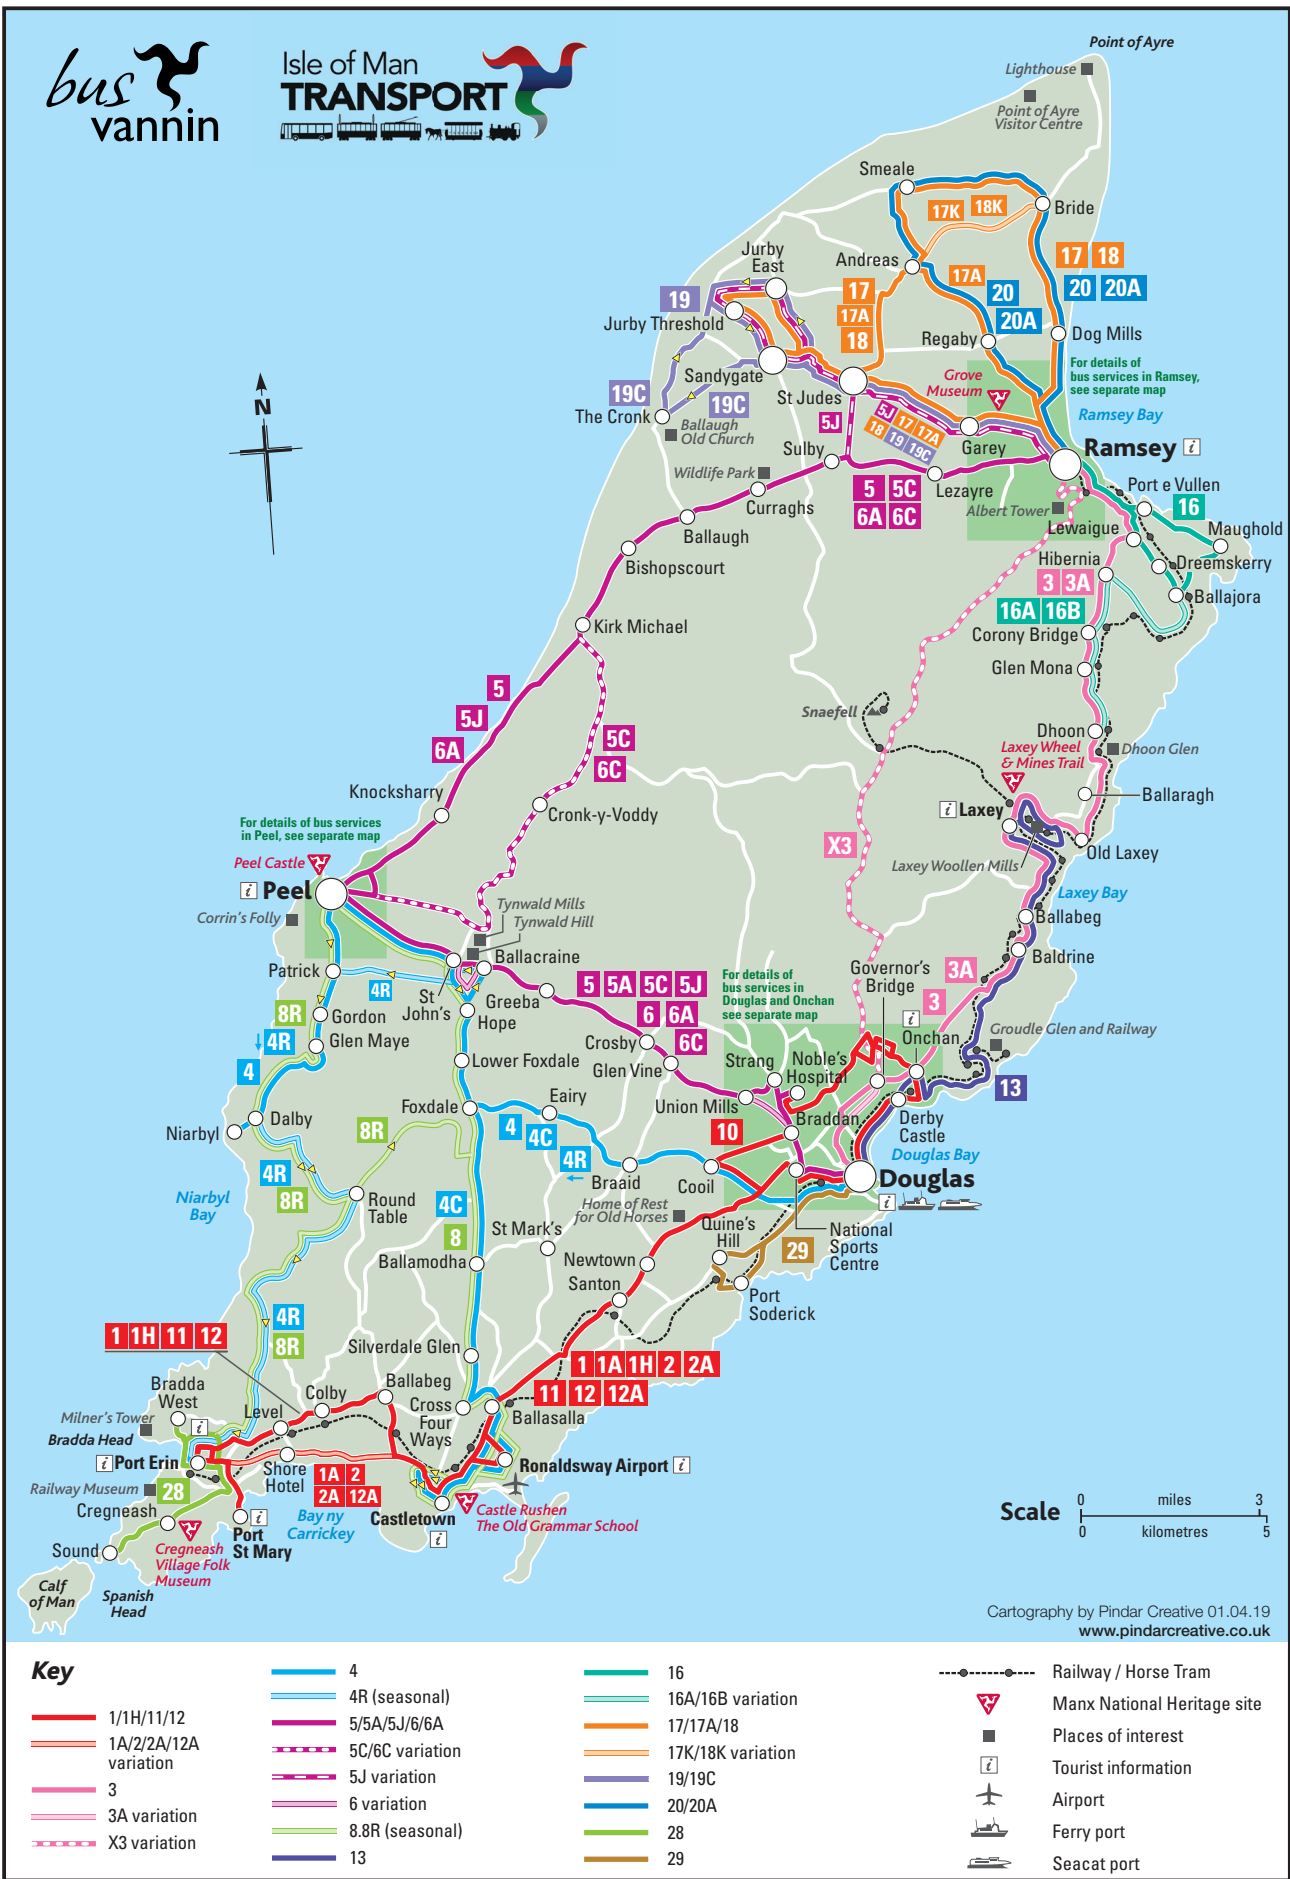 bus
vannin
Isle of Man
TRANSPORT
Point of Ayre
Lighthouse
Point of Ayre
Visitor Centre
Smeale
17K
18K
Bride
Jurby
East
Andreas
17A
17 18
20 20A
19
17
17A
18
20
20A
Jurby Threshold
Regaby
Dog Mills
N
Sandygate
St Judes
Grove
Museum
For details of
bus services in Ramsey,
see separate map
19C
19C
The Cronk
Ballaugh
Old Church
5J
5J 17 17A
18 19 19C
Ramsey Bay
Garey
Ramsey
i
Sulby
Wildlife Park
Lezayre
Port e Vullen
16
Curraghs
5 5C
6A 6C
Albert Tower
Lewaigue
Maughold
Ballaugh
Hibernia
Dreemskerry
Bishopscourt
3 3A
Ballajora
16A 16B
Kirk Michael
Corony Bridge
Glen Mona
5
5J
6A
Snaefell
Dhoon
5C
6C
Laxey Wheel
& Mines Trail
Dhoon Glen
Knocksharry
Cronk-y-Voddy
i Laxey
Ballaragh
For details of bus services
in Peel, see separate map
X3
Old Laxey
Peel Castle
Laxey Woollen Mills
i Peel
Laxey Bay
Corrin's Folly
Tynwald Mills
Tynwald Hill
Ballabeg
Ballacraine
Baldrine
Patrick
4R
St
John's
Greeba
5 5A 5C 5J
6 6A
6C
For details of
bus services in
Douglas and Onchan
see separate map
Governor's
Bridge
3A
3
8R
Gordon
Hope
i
Onchan
Groudle Glen and Railway
4R
Glen Maye
Crosby
Lower Foxdale
Glen Vine
Strang
Noble's
Hospital
4
13
Foxdale
Eairy
Union Mills
Dalby
Braddan
Derby
Castle
Niarbyl
8R
4
4C
4R
10
Douglas Bay
4R
8R
Braaid
Cooil
Douglas
i
Niarbyl
Bay
Round
Table
4C
8
Home of Rest
for Old Horses
Quine's
Hill
St Mark's
29
National
Sports
Centre
Ballamodha
Newtown
Santon
Port
Soderick
4R
8R
1 1H 11 12
Silverdale Glen
1 1A 1H 2 2A
11 12 12A
Bradda
West
Colby
Ballabeg
Level
Cross
Four
Ways
Ballasalla
Milner's Tower
i
Bradda Head
i Port Erin
Shore
Hotel
1A 2
2A 12A
Ronaldsway Airport i
Railway Museum
28
Cregneash
Bay ny
Carrickey
Castletown
i
Castle Rushen
The Old Grammar School
i
Port
St Mary
Sound
Cregneash
Village Folk
Museum
Calf
of Man
Spanish
Head
Scale
0 miles 3
0 kilometres 5
Cartography by Pindar Creative 01.04.19
www.pindarcreative.co.uk
Key
1/1H/11/12
1A/2/2A/12A
variation
3
3A variation
X3 variation
4
4R (seasonal)
5/5A/5J/6/6A
5C/6C variation
5J variation
6 variation
8.8R (seasonal)
13
16
16A/16B variation
17/17A/18
17K/18K variation
19/19C
20/20A
28
29
Railway / Horse Tram
Manx National Heritage site
Places of interest
i Tourist information
Airport
Ferry port
Seacat port